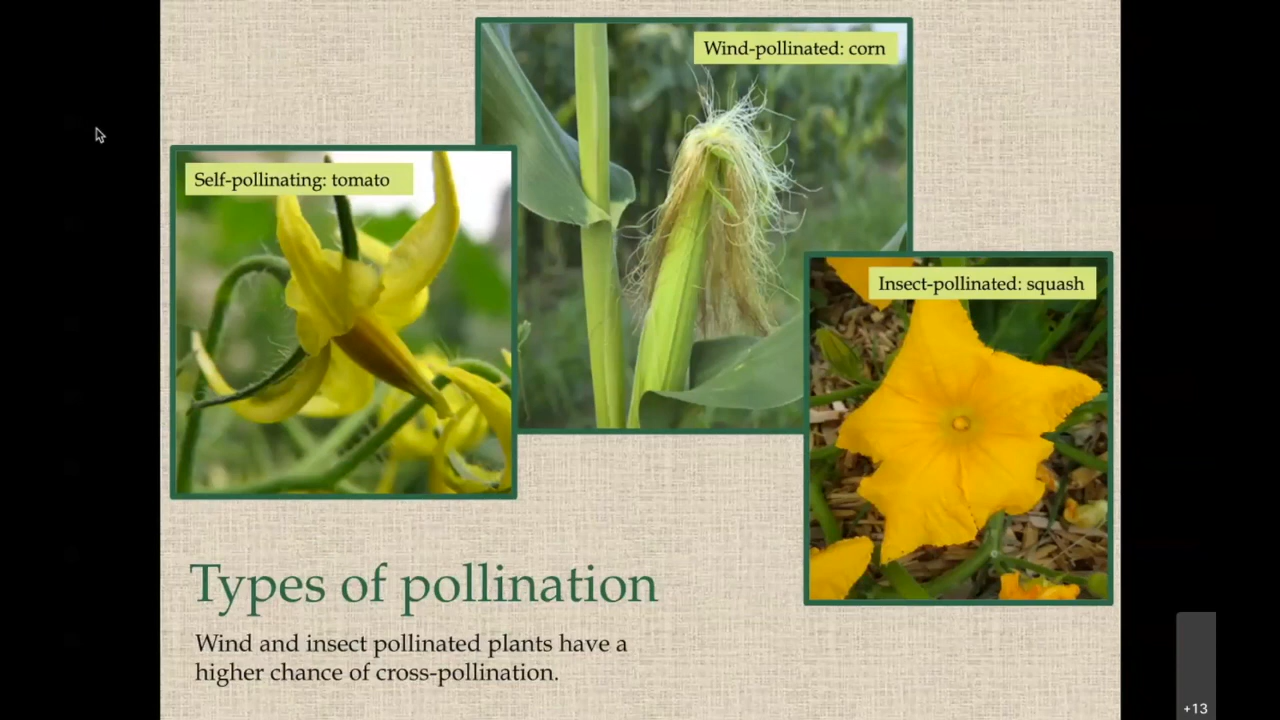 Wind-pollinated: corn
Self-pollinating: tomato
Insect-pollinated: squash
Types of pollination
Wind and insect pollinated plants have a
higher chance of cross-pollination.
+13